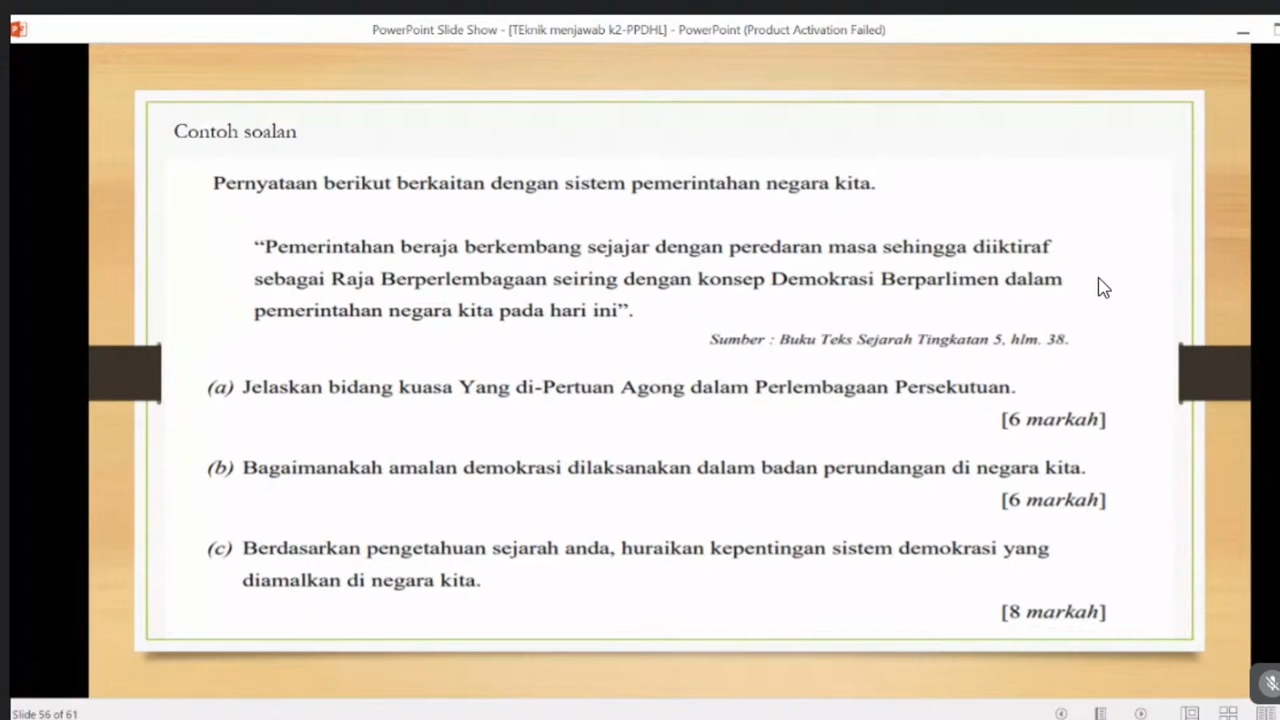 PowerPoint Slide Show - [TEknik menjawab k2-PPDHL] - PowerPoint (Product Activation Failed)
Contoh soalan
Pernyataan berikut berkaitan dengan sistem pemerintahan negara kita.
“Pemerintahan beraja berkembang sejajar dengan peredaran masa sehingga diiktiraf
sebagai Raja Berperlembagaan seiring dengan konsep Demokrasi Berparlimen dalam
pemerintahan negara kita pada hari ini”.
Sumber : Buku Teks Sejarah Tingkatan 5, hlm. 38.
(a) Jelaskan bidang kuasa Yang di-Pertuan Agong dalam Perlembagaan Persekutuan.
[6 markah]
(b) Bagaimanakah amalan demokrasi dilaksanakan dalam badan perundangan di negara kita.
[6 markah]
(c) Berdasarkan pengetahuan sejarah anda, huraikan kepentingan sistem demokrasi yang
diamalkan di negara kita.
[8 markah]
Slide 56 of 61